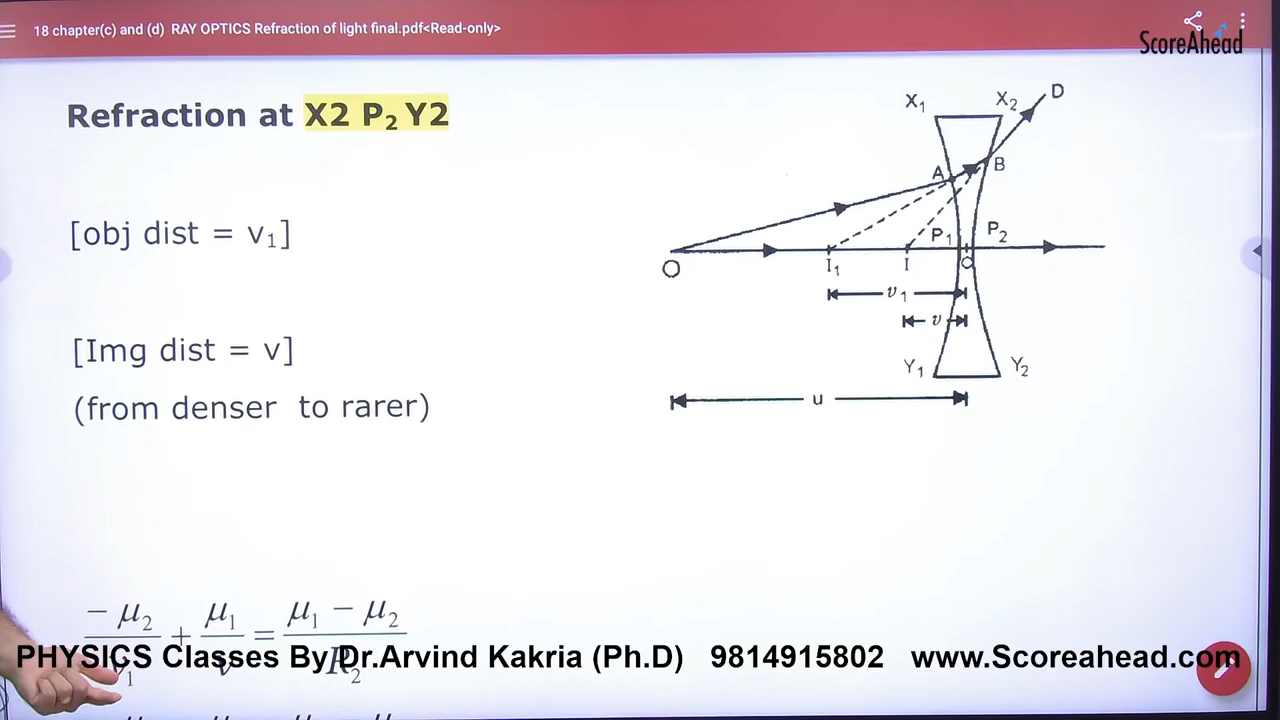 18 chapter(c) and (d) RAY OPTICS Refraction of light final.pdf<Read-only>
ScoreAhead
Refraction at X2 P₂ Y2
[obj dist = v₁]
[Img dist = v]
(from denser to rarer)
X₁ X₂ D
A B
P₁ P₂
O I₁ I O
υ₁
υ
Y₁ Y₂
u
−μ₂/v₁ + μ₁/v = μ₁ − μ₂/R₂
PHYSICS Classes By Dr.Arvind Kakria (Ph.D) 9814915802 www.Scoreahead.com